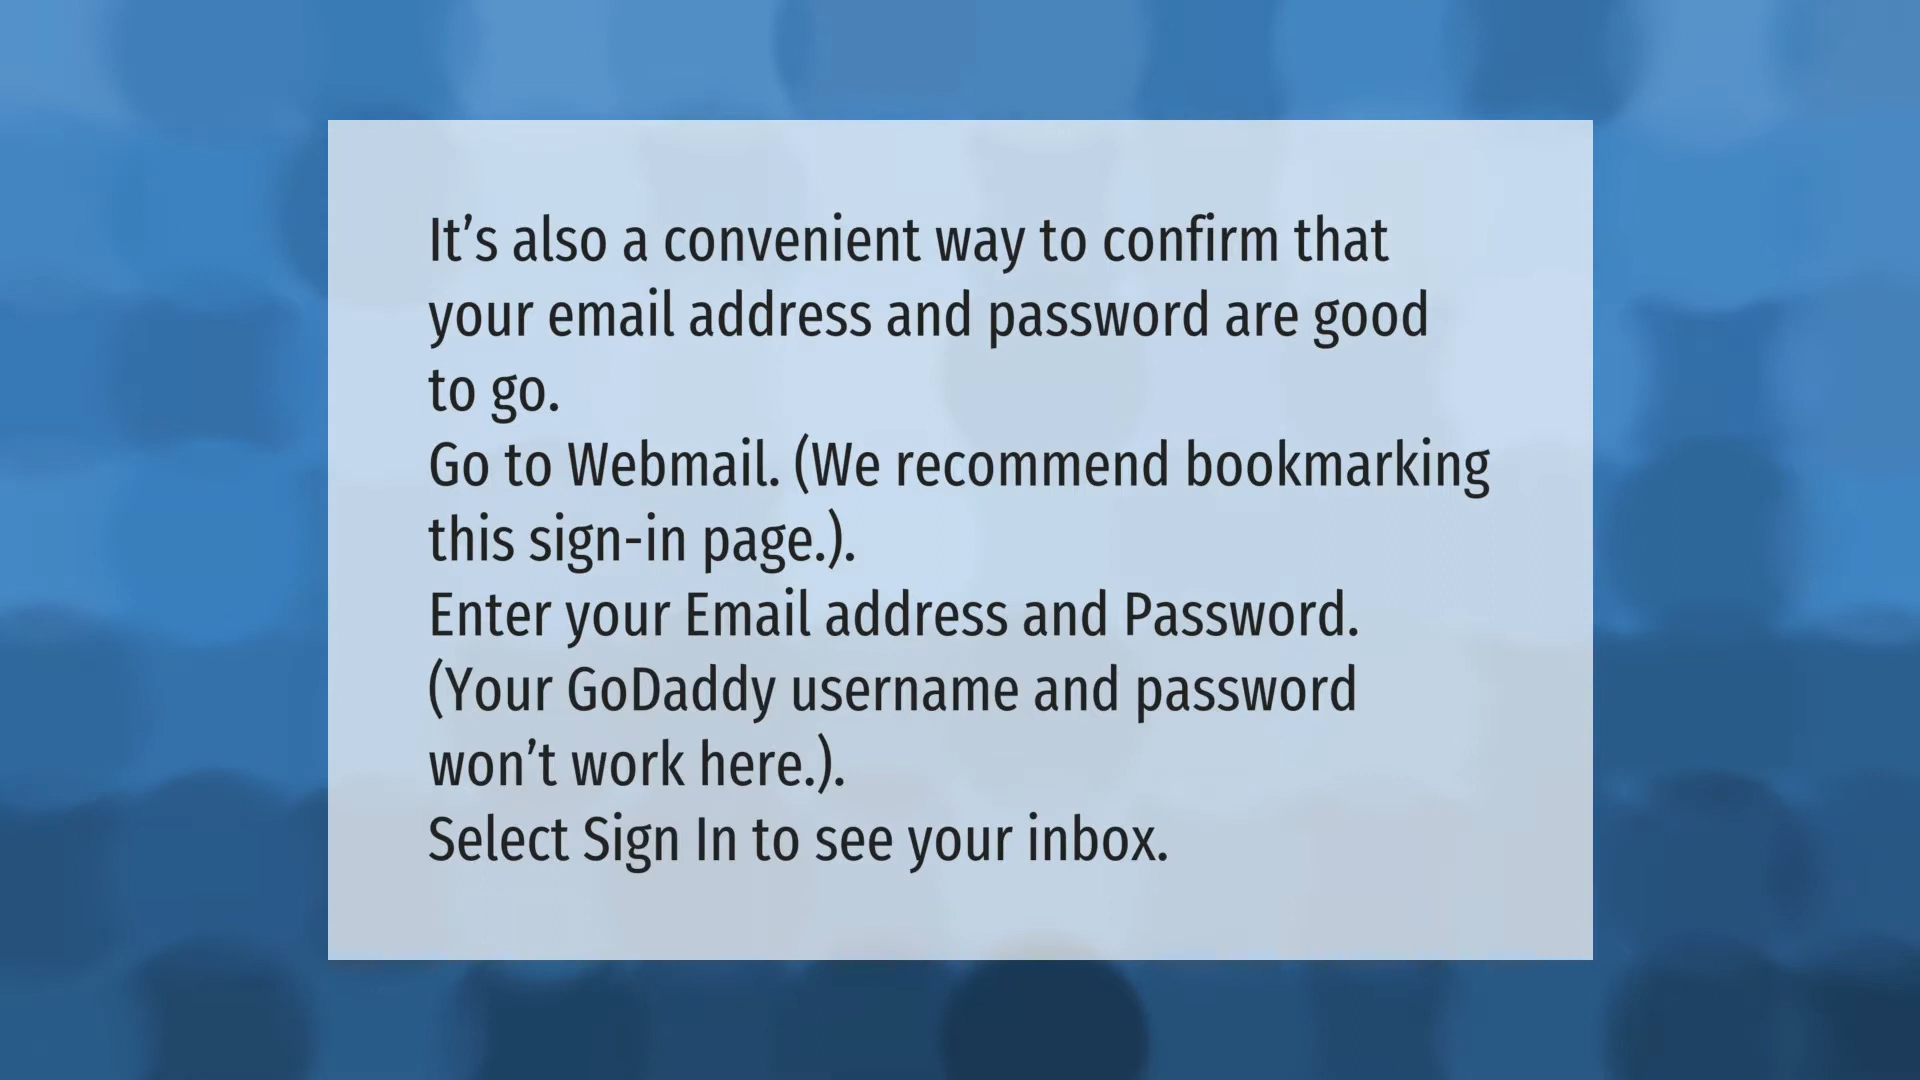 It’s also a convenient way to confirm that
your email address and password are good
to go.
Go to Webmail. (We recommend bookmarking
this sign-in page.).
Enter your Email address and Password.
(Your GoDaddy username and password
won’t work here.).
Select Sign In to see your inbox.